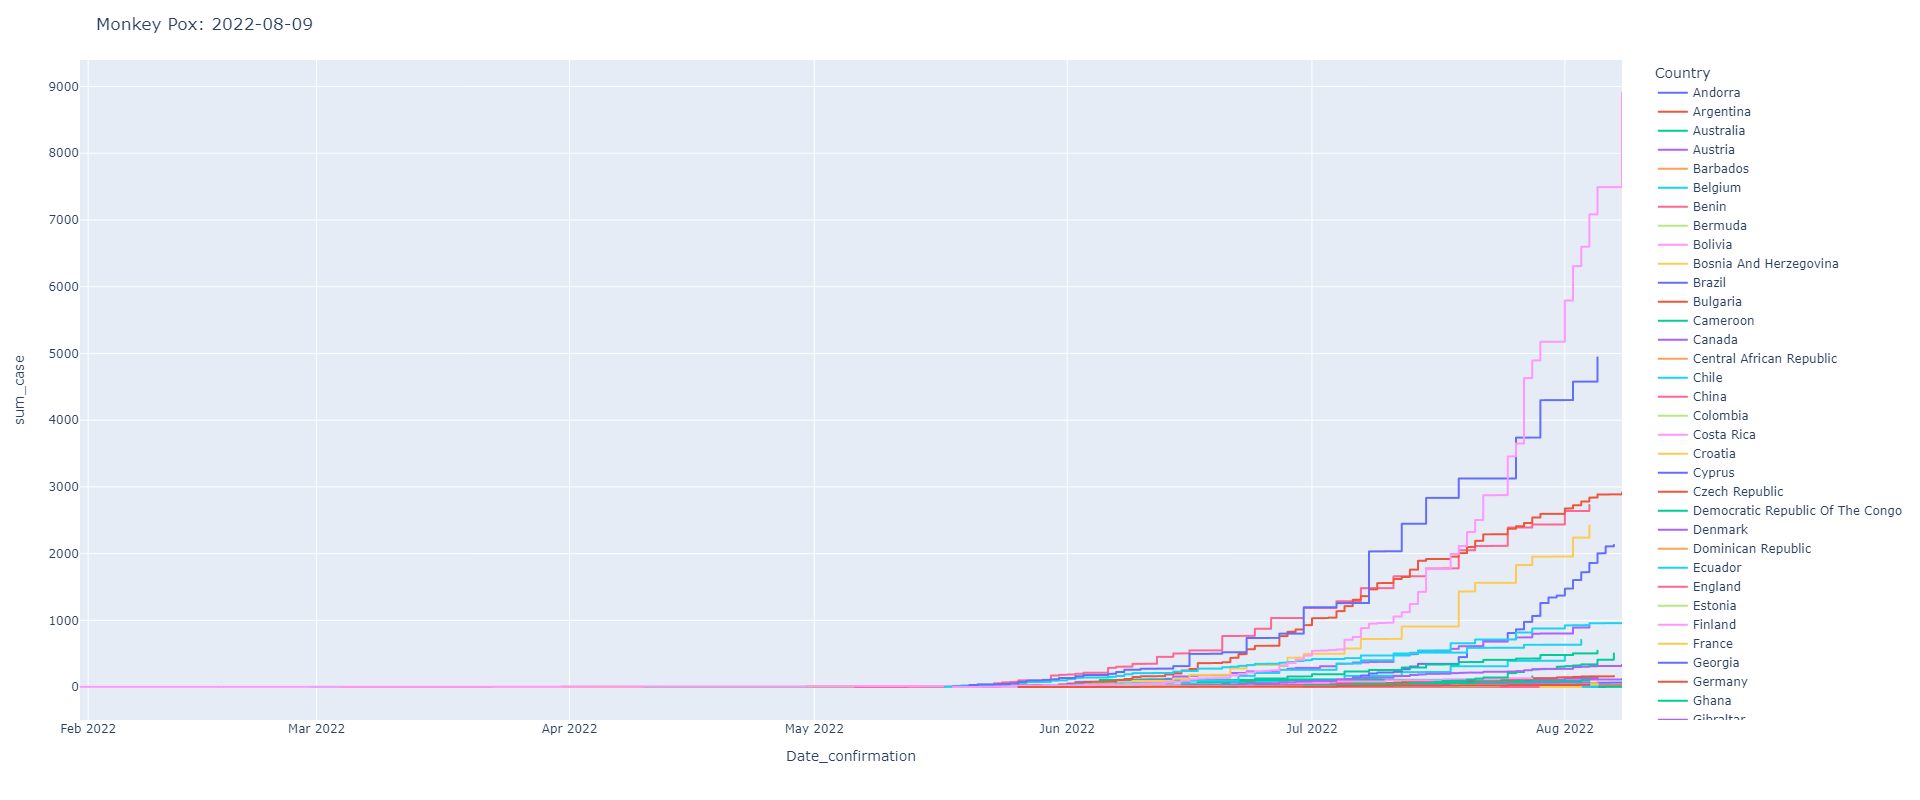 Monkey Pox: 2022-08-09
9000
8000
7000
6000
5000
4000
3000
2000
1000
0
sum_case
Feb 2022
Mar 2022
Apr 2022
May 2022
Jun 2022
Jul 2022
Aug 2022
Date_confirmation
Country
Andorra
Argentina
Australia
Austria
Barbados
Belgium
Benin
Bermuda
Bolivia
Bosnia And Herzegovina
Brazil
Bulgaria
Cameroon
Canada
Central African Republic
Chile
China
Colombia
Costa Rica
Croatia
Cyprus
Czech Republic
Democratic Republic Of The Congo
Denmark
Dominican Republic
Ecuador
England
Estonia
Finland
France
Georgia
Germany
Ghana
Gibraltar